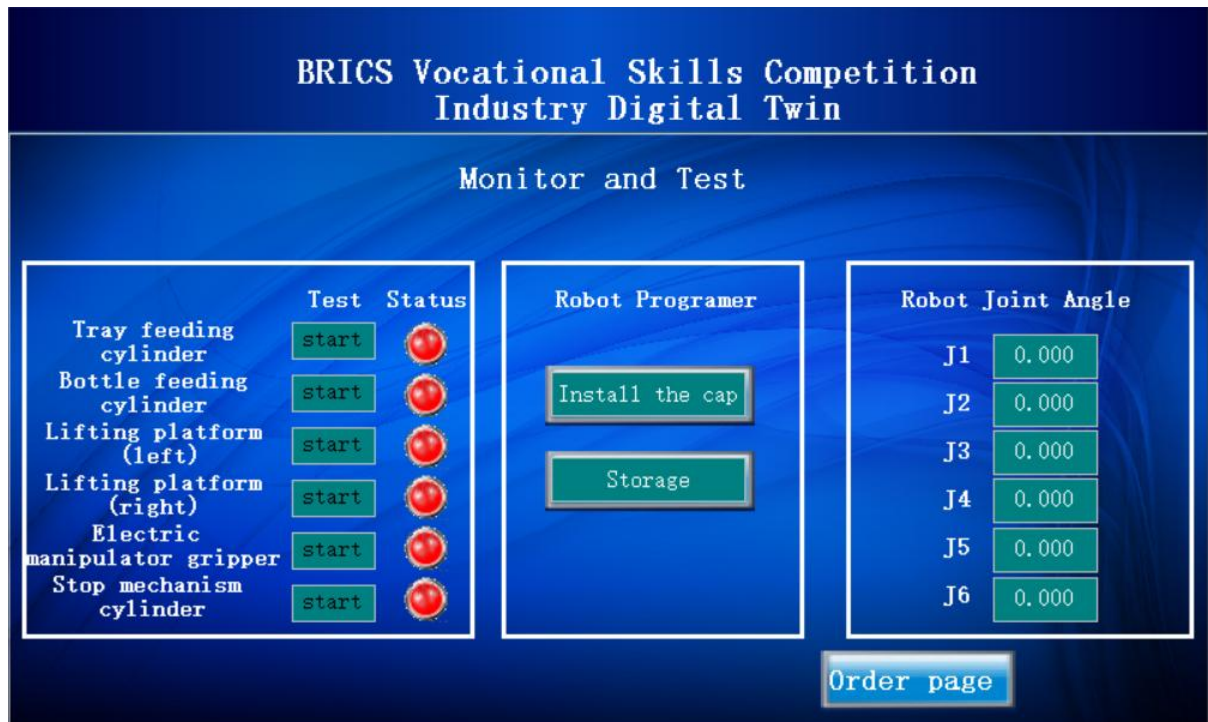 BRICS Vocational Skills Competition
Industry Digital Twin
Monitor and Test
Test Status
Tray feeding
cylinder
start
Bottle feeding
cylinder
start
Lifting platform
(left)
start
Lifting platform
(right)
start
Electric
manipulator gripper
start
Stop mechanism
cylinder
start
Robot Programer
Install the cap
Storage
Robot Joint Angle
J1 0.000
J2 0.000
J3 0.000
J4 0.000
J5 0.000
J6 0.000
Order page